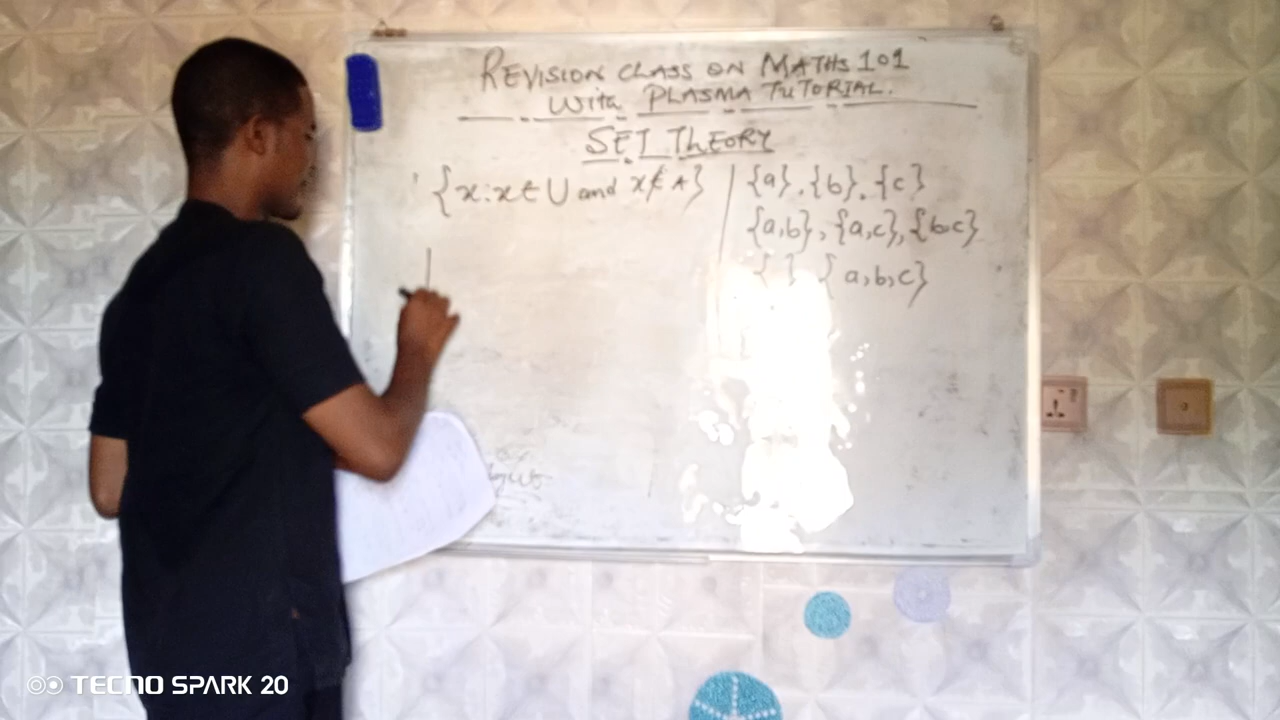 REVISION CLASS ON MATHS 101
WITH PLASMA TUTORIAL.
SET THEORY
{x:x∈U and x∉A}
{a}, {b}, {c}
{a,b}, {a,c}, {b,c}
{ } { a,b,c}
TECNO SPARK 20